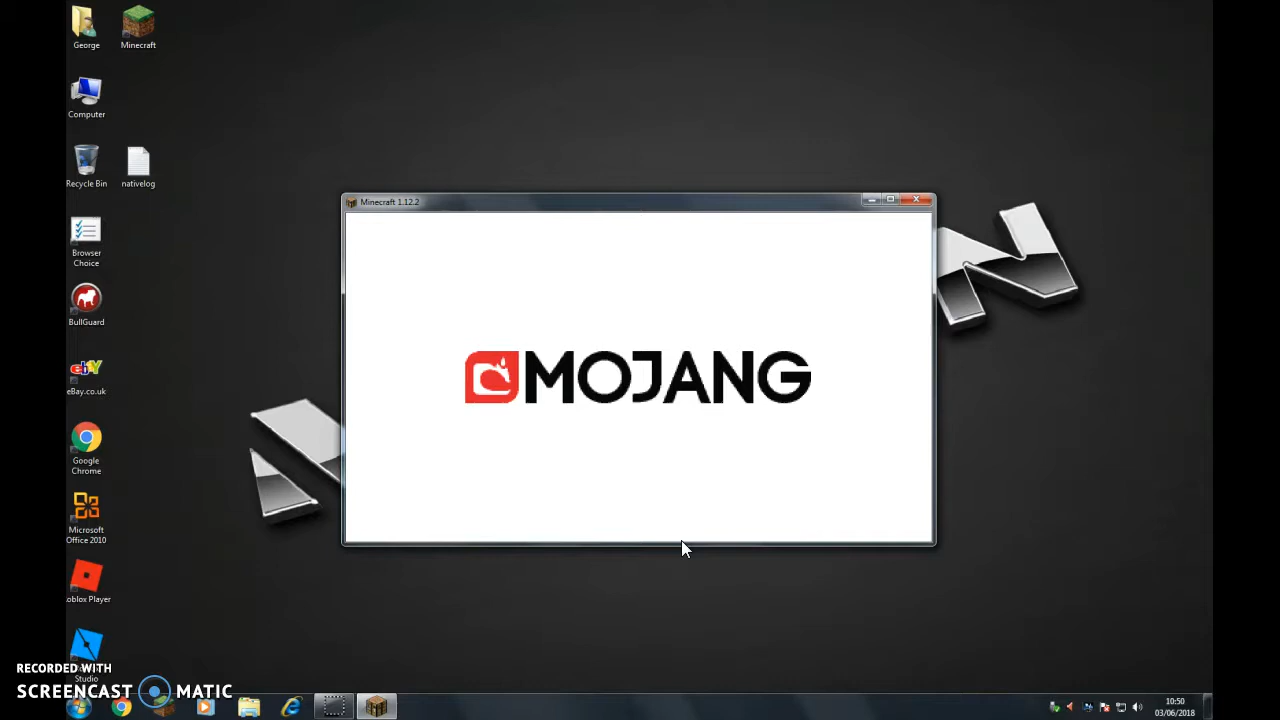 George
Minecraft
Computer
Recycle Bin
nativelog
Browser
Choice
BullGuard
ebY
eBay.co.uk
Google
Chrome
Microsoft
Office 2010
oblox Player
Studio
Minecraft 1.12.2
MOJANG
RECORDED WITH
SCREENCAST MATIC
10:50
03/06/2018